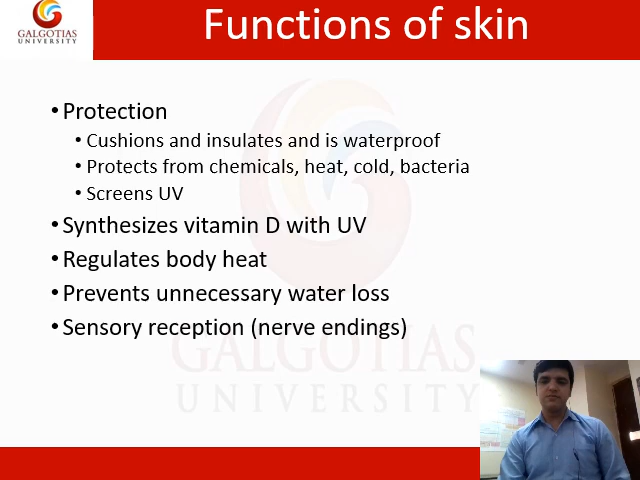 GALGOTIAS
UNIVERSITY
Functions of skin
• Protection
• Cushions and insulates and is waterproof
• Protects from chemicals, heat, cold, bacteria
• Screens UV
• Synthesizes vitamin D with UV
• Regulates body heat
• Prevents unnecessary water loss
• Sensory reception (nerve endings)
GALGOTIAS
UNIVERSITY